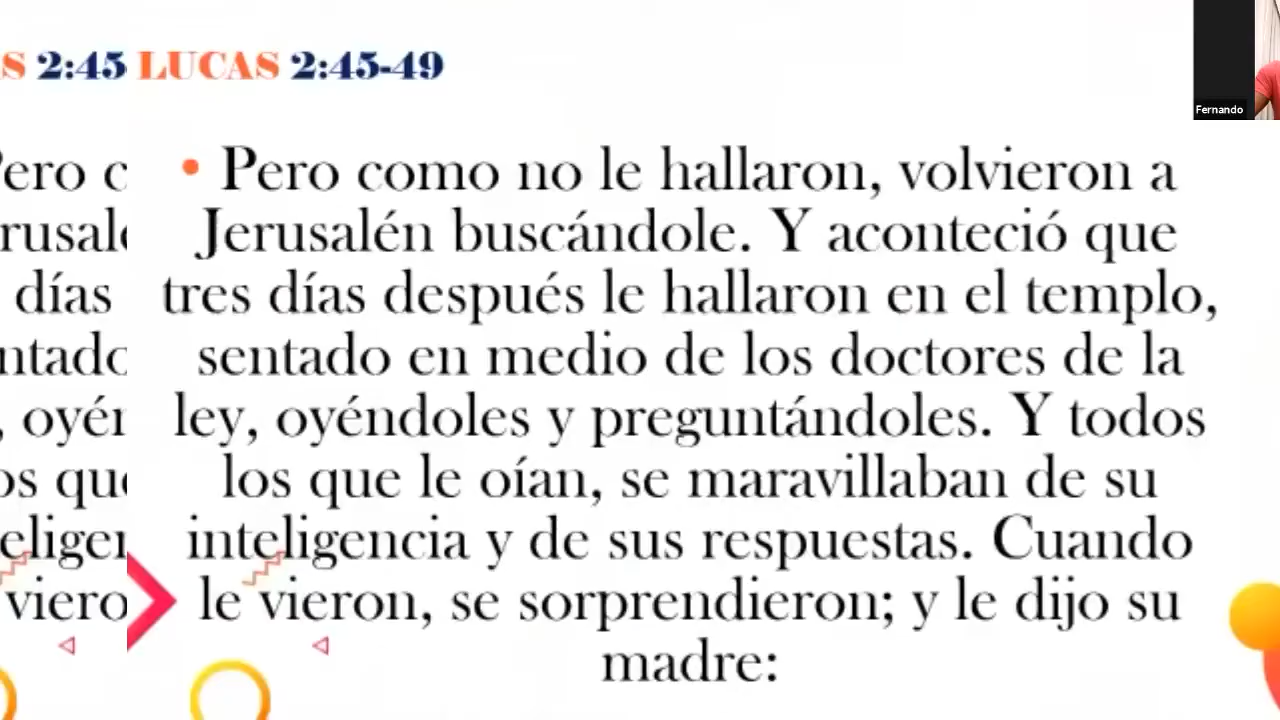 S 2:45 LUCAS 2:45-49
Fernando
• Pero como no le hallaron, volvieron a
Jerusalén buscándole. Y aconteció que
tres días después le hallaron en el templo,
sentado en medio de los doctores de la
ley, oyéndoles y preguntándoles. Y todos
los que le oían, se maravillaban de su
inteligencia y de sus respuestas. Cuando
le vieron, se sorprendieron; y le dijo su
madre: